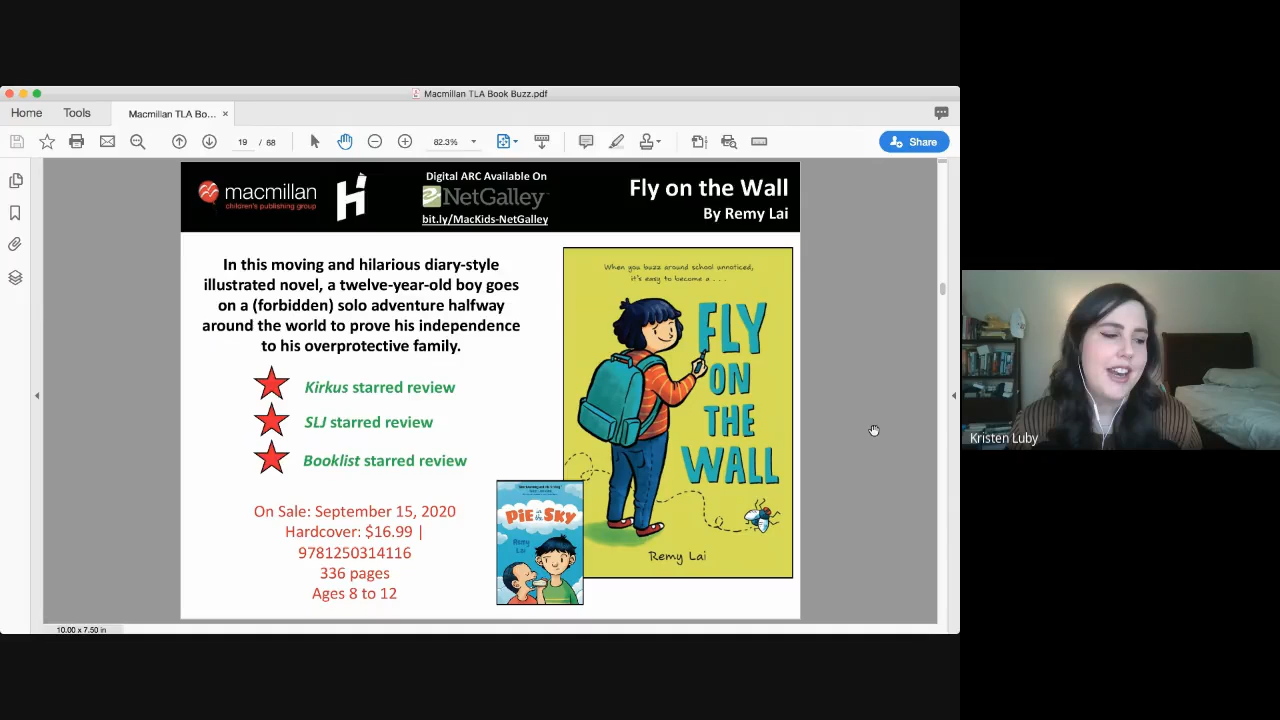 Macmillan TLA Book Buzz.pdf
Home
Tools
Macmillan TLA Bo... ×
19 / 68
82.3%
Share
macmillan
children's publishing group
H
Digital ARC Available On
NetGalley
bit.ly/MacKids-NetGalley
Fly on the Wall
By Remy Lai
In this moving and hilarious diary-style
illustrated novel, a twelve-year-old boy goes
on a (forbidden) solo adventure halfway
around the world to prove his independence
to his overprotective family.
Kirkus starred review
SLJ starred review
Booklist starred review
On Sale: September 15, 2020
Hardcover: $16.99 |
9781250314116
336 pages
Ages 8 to 12
When you buzz around school unnoticed,
it's easy to become a . . .
FLY
ON
THE
WALL
Remy Lai
PIE in the SKY
Remy
Lai
10.00 x 7.50 in
Kristen Luby